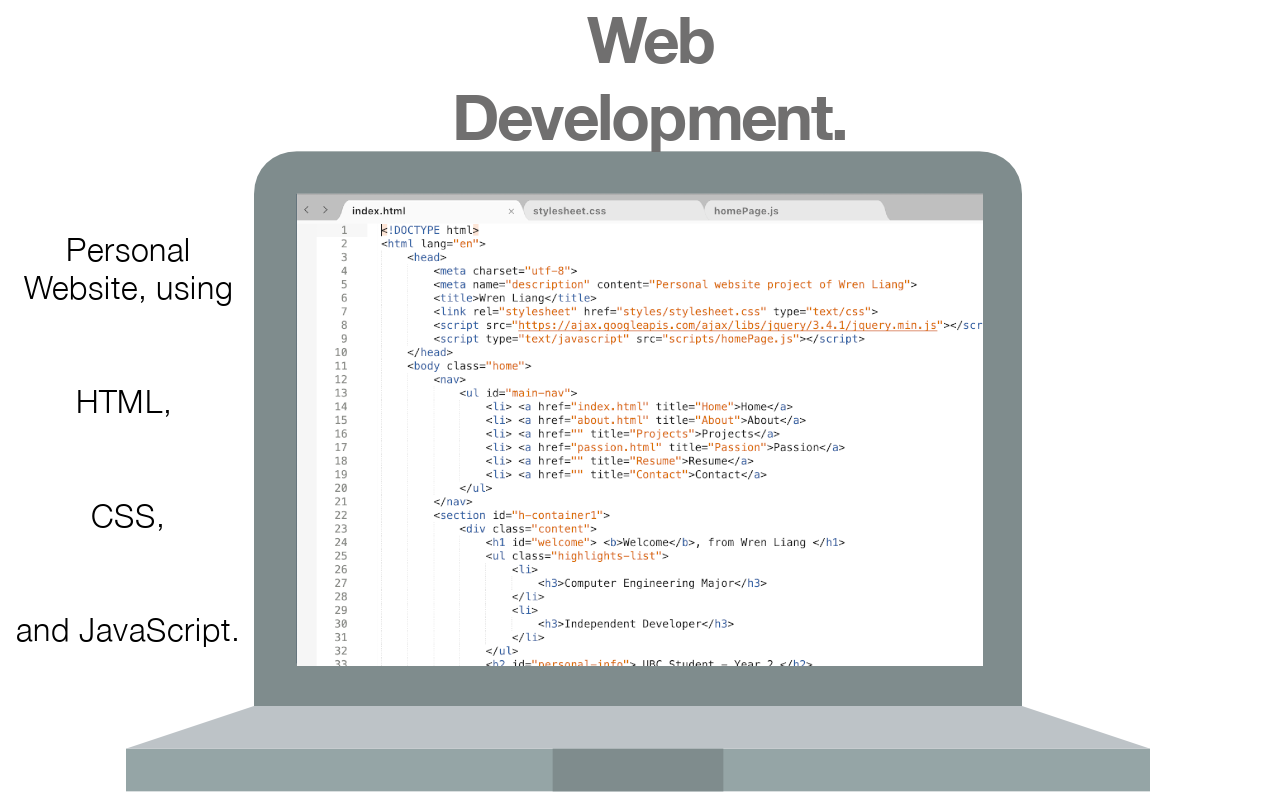 Web
Development.
Personal
Website, using
HTML,
CSS,
and JavaScript.
index.html × stylesheet.css homePage.js
1 <!DOCTYPE html>
2 <html lang="en">
3 <head>
4 <meta charset="utf-8">
5 <meta name="description" content="Personal website project of Wren Liang">
6 <title>Wren Liang</title>
7 <link rel="stylesheet" href="styles/stylesheet.css" type="text/css">
8 <script src="https://ajax.googleapis.com/ajax/libs/jquery/3.4.1/jquery.min.js"></scr
9 <script type="text/javascript" src="scripts/homePage.js"></script>
10 </head>
11 <body class="home">
12 <nav>
13 <ul id="main-nav">
14 <li> <a href="index.html" title="Home">Home</a>
15 <li> <a href="about.html" title="About">About</a>
16 <li> <a href="" title="Projects">Projects</a>
17 <li> <a href="passion.html" title="Passion">Passion</a>
18 <li> <a href="" title="Resume">Resume</a>
19 <li> <a href="" title="Contact">Contact</a>
20 </ul>
21 </nav>
22 <section id="h-container1">
23 <div class="content">
24 <h1 id="welcome"> <b>Welcome</b>, from Wren Liang </h1>
25 <ul class="highlights-list">
26 <li>
27 <h3>Computer Engineering Major</h3>
28 </li>
29 <li>
30 <h3>Independent Developer</h3>
31 </li>
32 </ul>
33 <h2 id="personal-info"> UBC Student – Year 2 </h2>